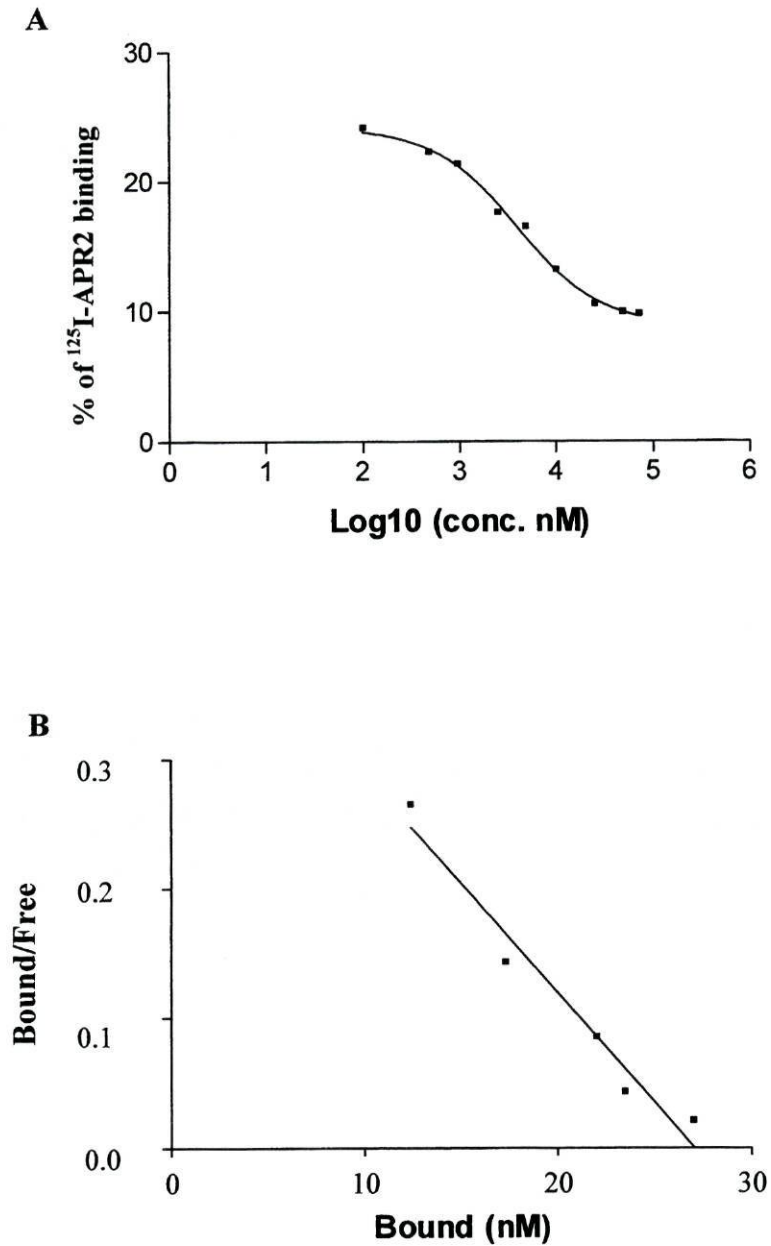 A
% of ¹²⁵I-APR2 binding
30
20
10
0
0 1 2 3 4 5 6
Log10 (conc. nM)
B
Bound/Free
0.3
0.2
0.1
0.0
0 10 20 30
Bound (nM)